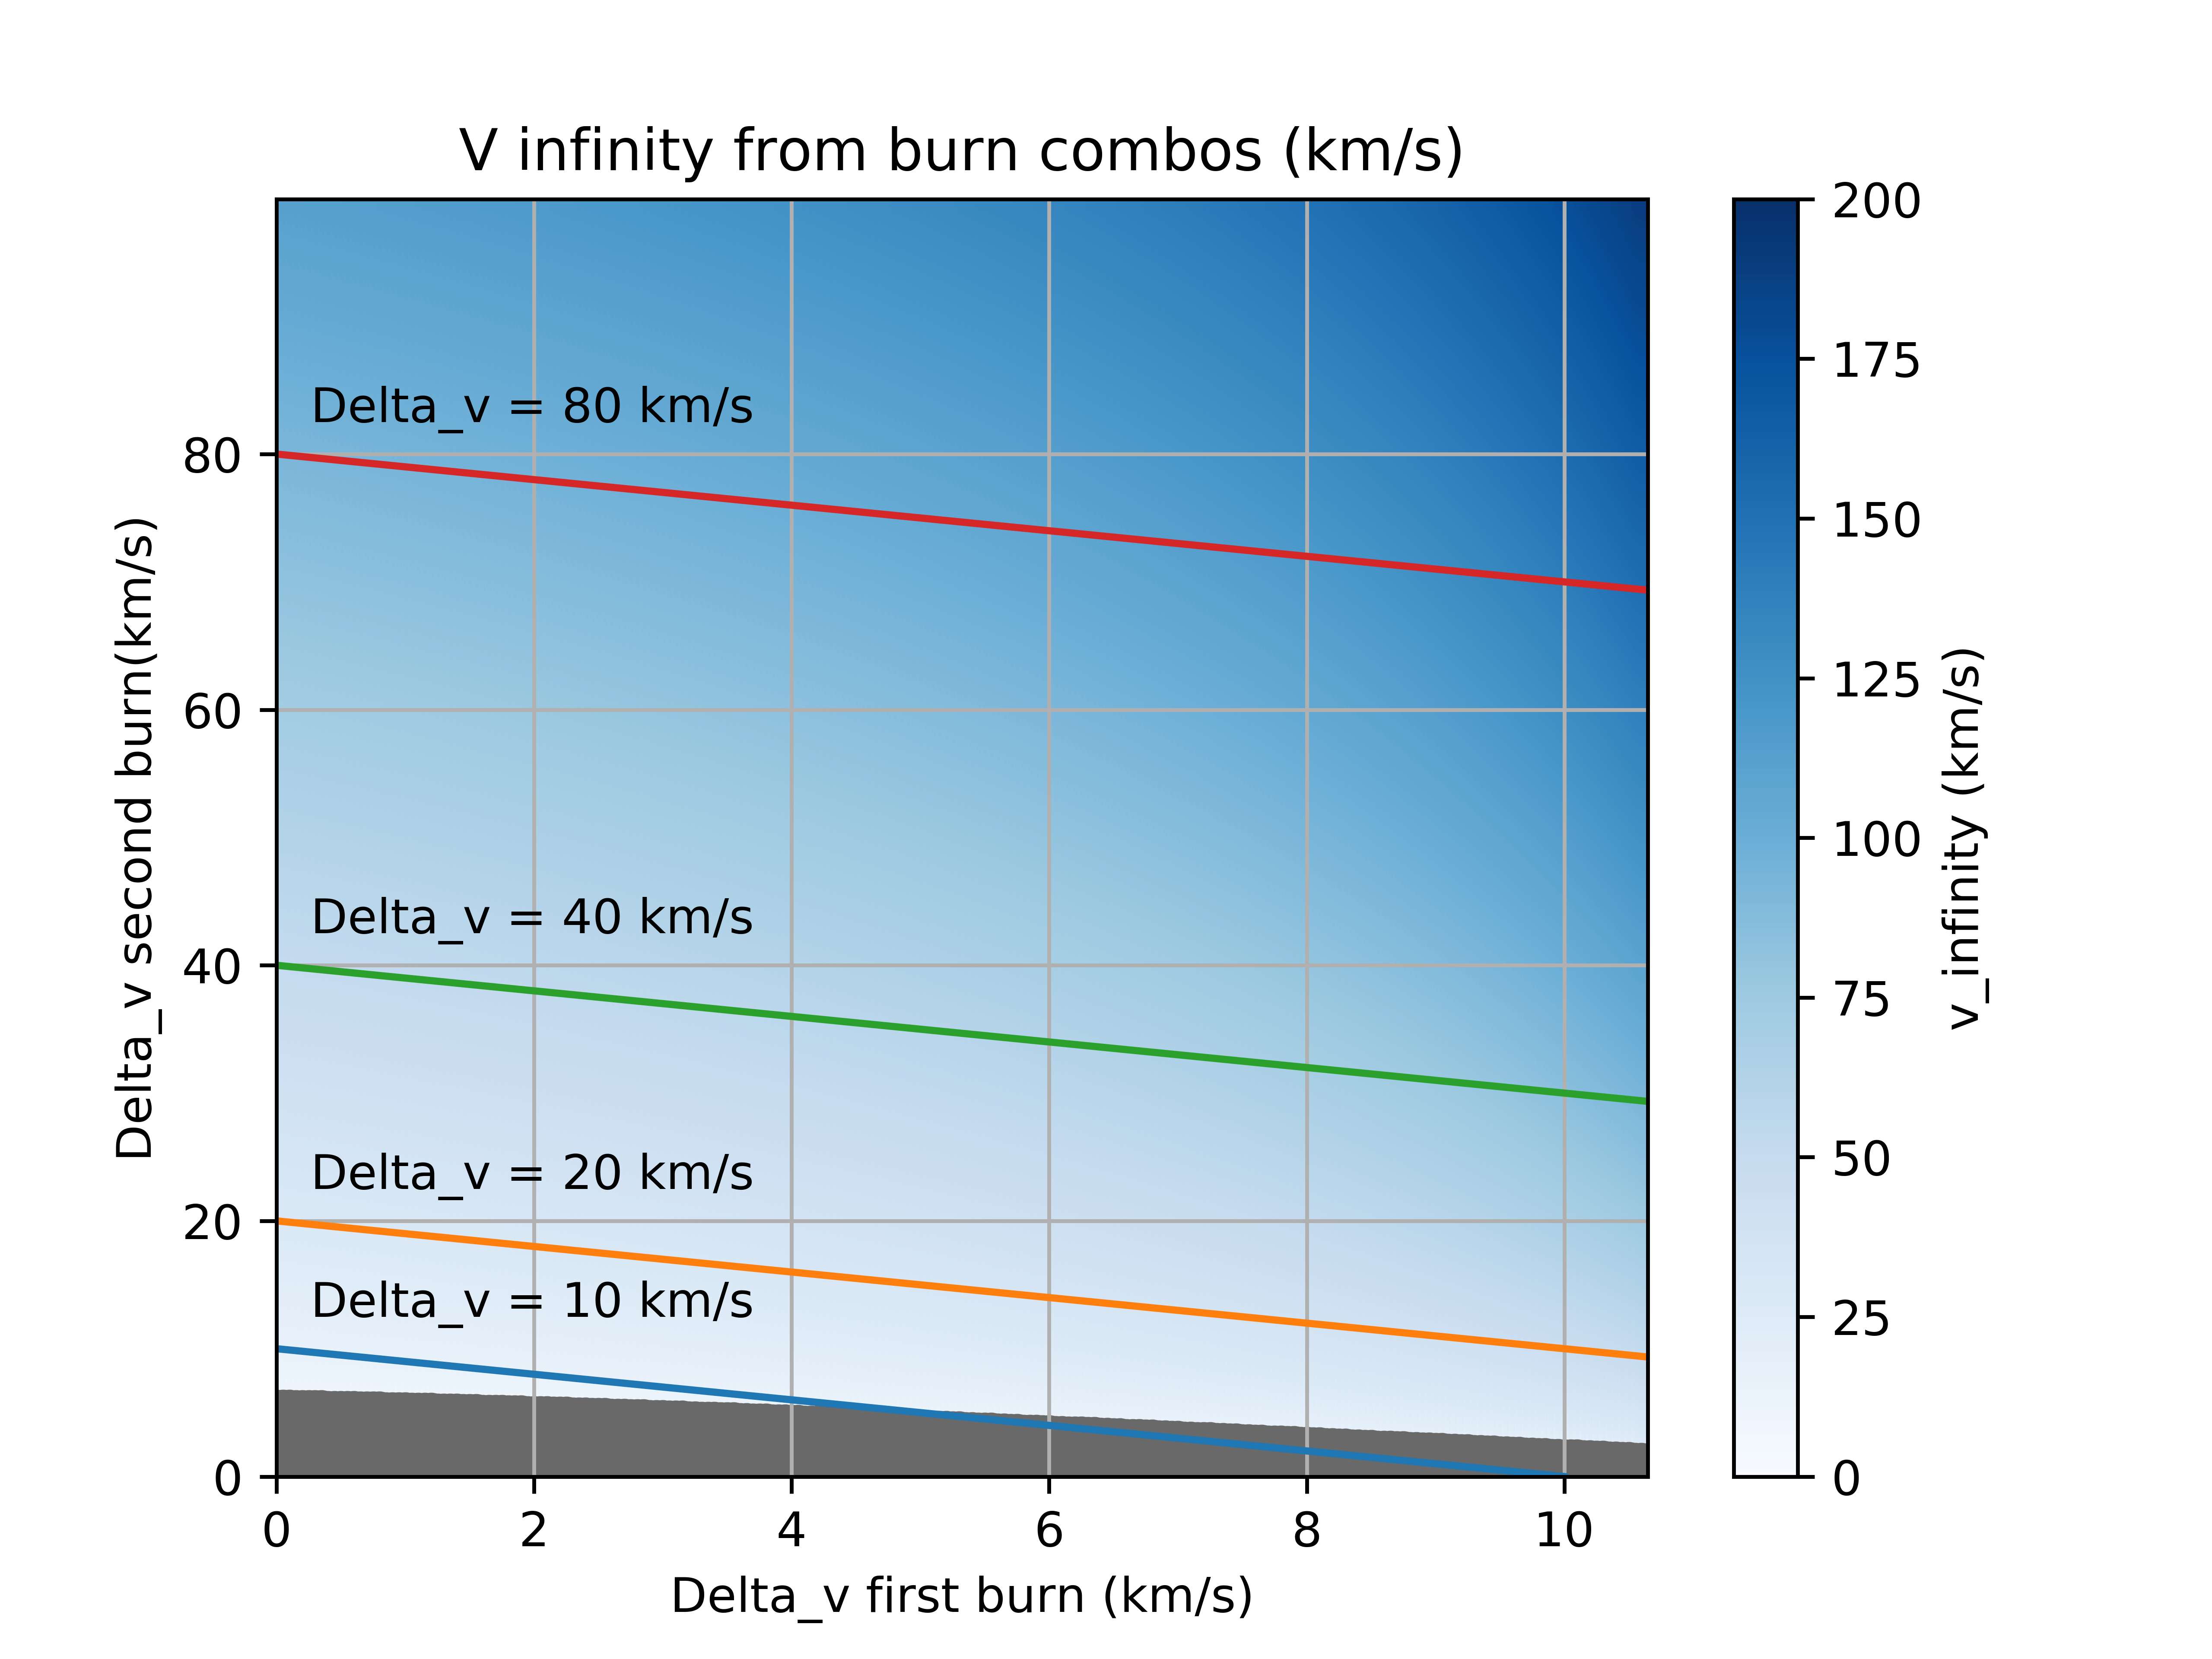 V infinity from burn combos (km/s)
Delta_v = 80 km/s
Delta_v = 40 km/s
Delta_v = 20 km/s
Delta_v = 10 km/s
Delta_v second burn(km/s)
80
60
40
20
0
0 2 4 6 8 10
Delta_v first burn (km/s)
200
175
150
125
100
75
50
25
0
v_infinity (km/s)